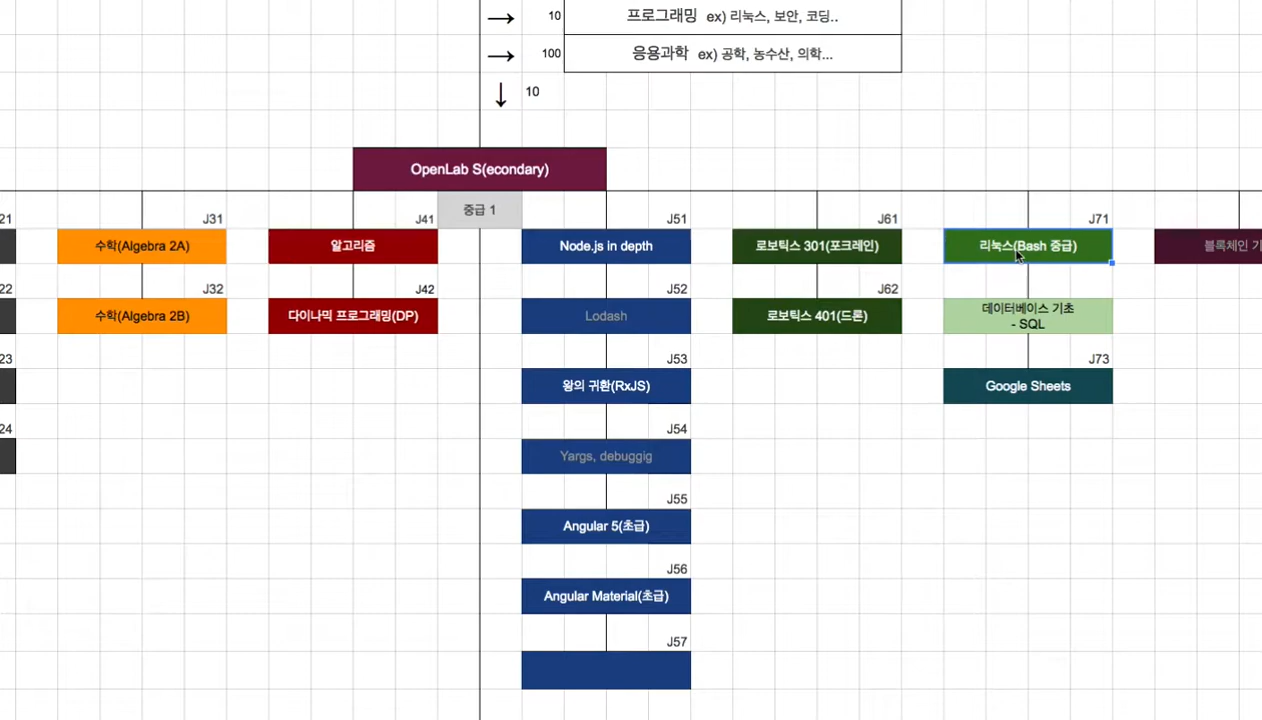 10
프로그래밍 ex) 리눅스, 보안, 코딩..
100
응용과학 ex) 공학, 농수산, 의학...
10
OpenLab S(econdary)
중급 1
21
J31
J41
J51
J61
J71
수학(Algebra 2A)
알고리즘
Node.js in depth
로보틱스 301(포크레인)
리눅스(Bash 중급)
블록체인 기
22
J32
J42
J52
J62
수학(Algebra 2B)
다이나믹 프로그래밍(DP)
Lodash
로보틱스 401(드론)
데이터베이스 기초
- SQL
23
J53
J73
왕의 귀환(RxJS)
Google Sheets
24
J54
Yargs, debuggig
J55
Angular 5(초급)
J56
Angular Material(초급)
J57